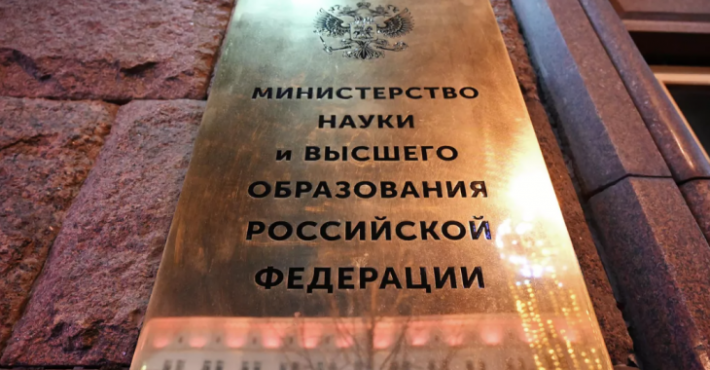 МИНИСТЕРСТВО
НАУКИ
и ВЫСШЕГО
ОБРАЗОВАНИЯ
РОССИЙСКОЙ
ФЕДЕРАЦИИ